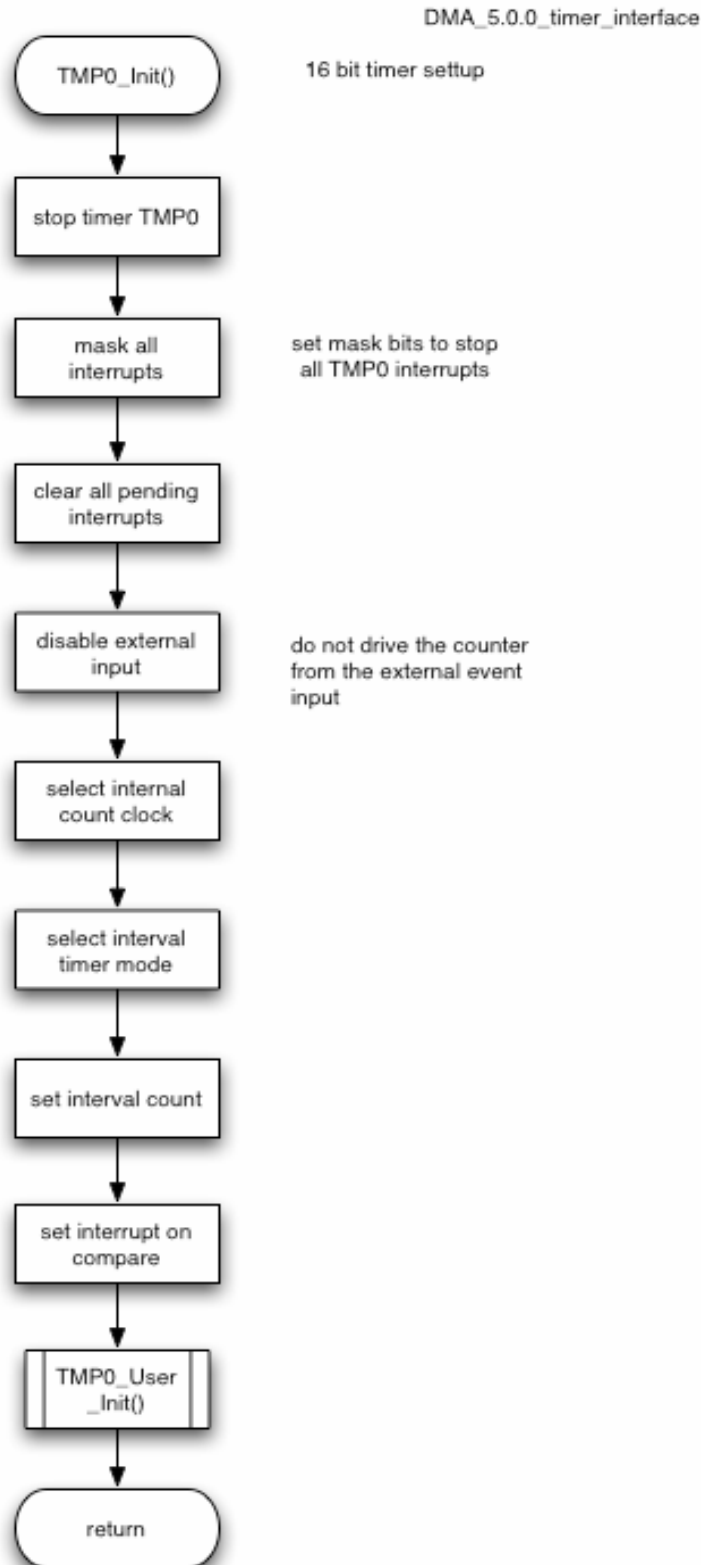 DMA_5.0.0_timer_interface
TMP0_Init()
16 bit timer settup
stop timer TMP0
mask all
interrupts
set mask bits to stop
all TMP0 interrupts
clear all pending
interrupts
disable external
input
do not drive the counter
from the external event
input
select internal
count clock
select interval
timer mode
set interval count
set interrupt on
compare
TMP0_User
_Init()
return